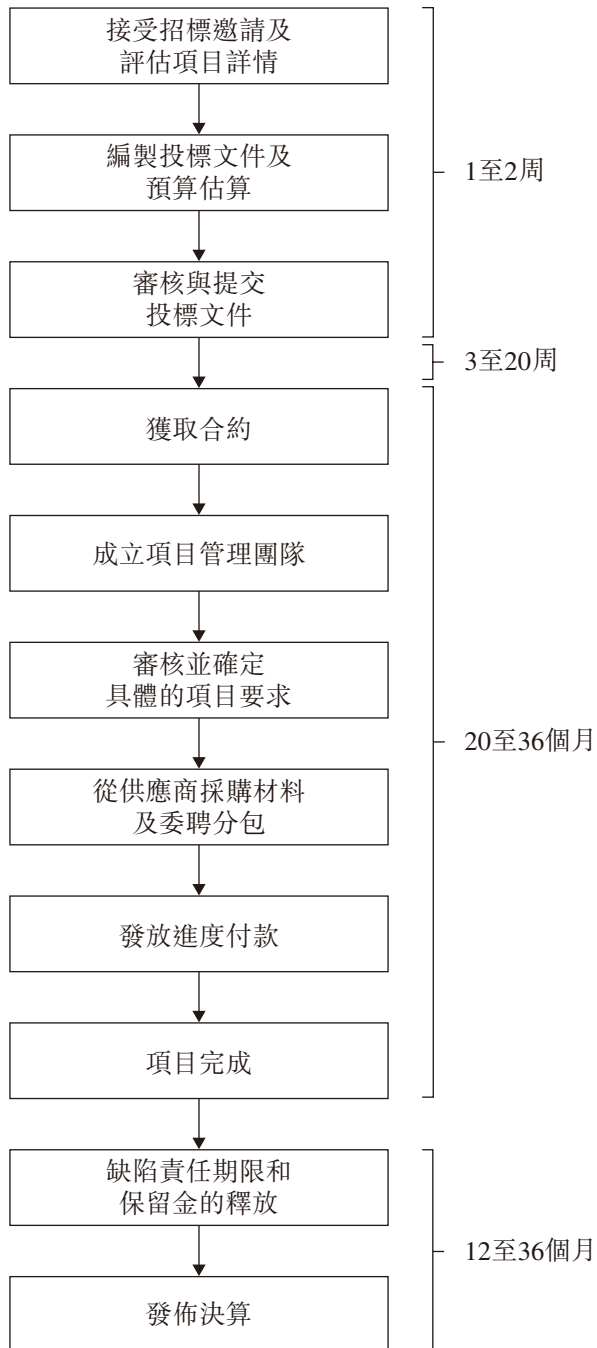 接受招標邀請及
評估項目詳情
編製投標文件及
預算估算
1至2周
審核與提交
投標文件
3至20周
獲取合約
成立項目管理團隊
審核並確定
具體的項目要求
20至36個月
從供應商採購材料
及委聘分包
發放進度付款
項目完成
缺陷責任期限和
保留金的釋放
12至36個月
發佈決算